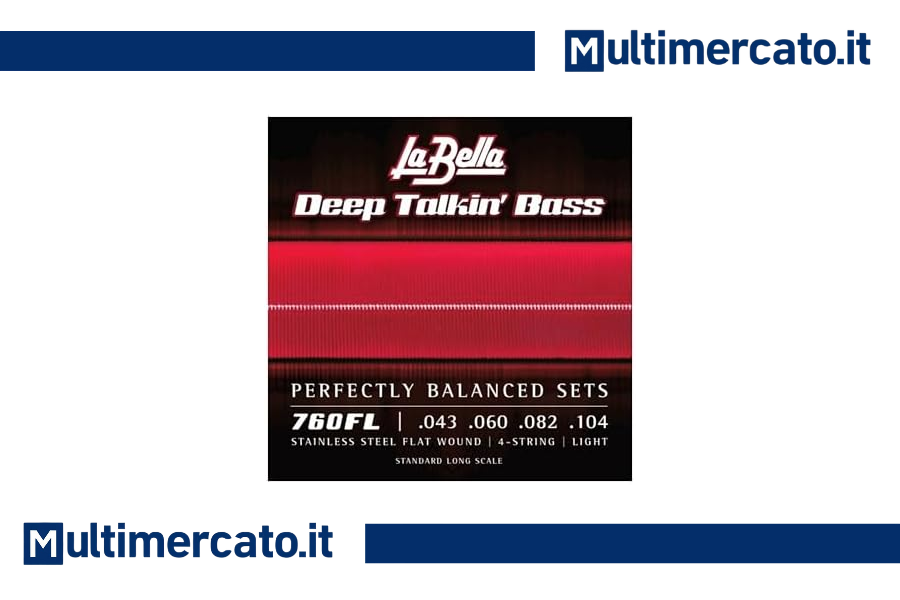 Multimercato.it
La Bella
Deep Talkin' Bass
PERFECTLY BALANCED SETS
760FL | .043 .060 .082 .104
STAINLESS STEEL FLAT WOUND | 4-STRING | LIGHT
STANDARD LONG SCALE
Multimercato.it